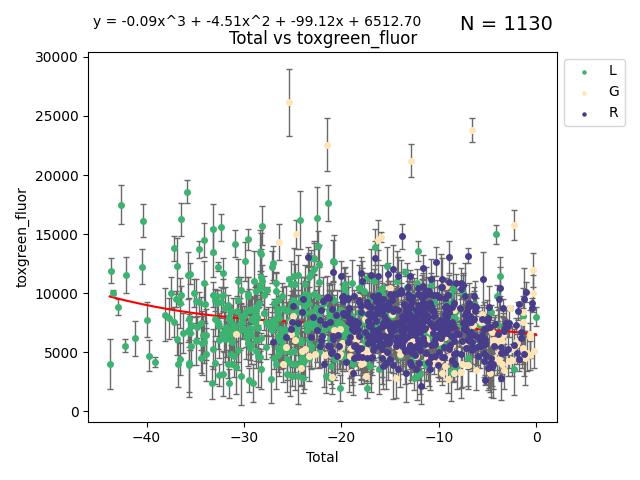 y = -0.09x^3 + -4.51x^2 + -99.12x + 6512.70
N = 1130
Total vs toxgreen_fluor
30000
25000
20000
15000
10000
5000
0
toxgreen_fluor
−40
−30
−20
−10
0
Total
L
G
R